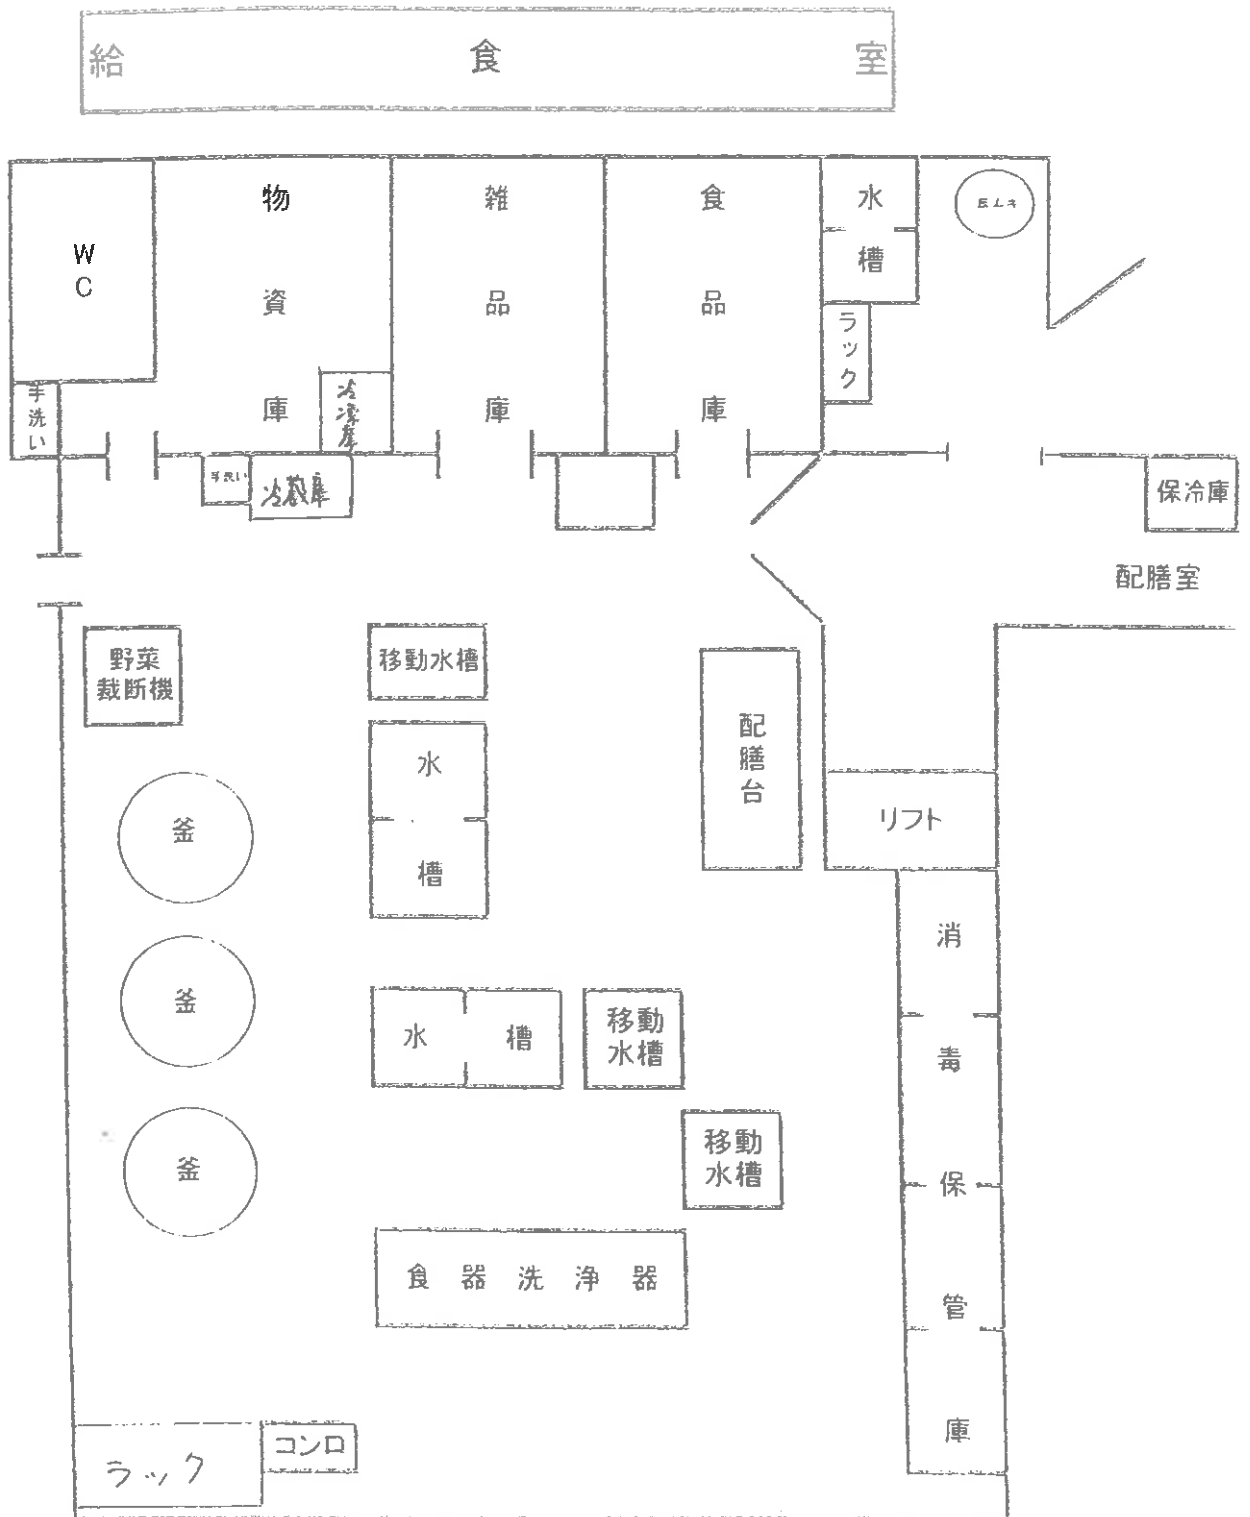 給食室
WC
物資庫
雑品庫
食品庫
水槽
ラック
手洗い
冷凍庫
手洗い
冷蔵庫
保冷庫
配膳室
野菜
裁断機
移動水槽
水槽
配膳台
リフト
釜
釜
釜
水槽
移動
水槽
移動
水槽
消毒保管庫
食器洗浄器
ラック
コンロ